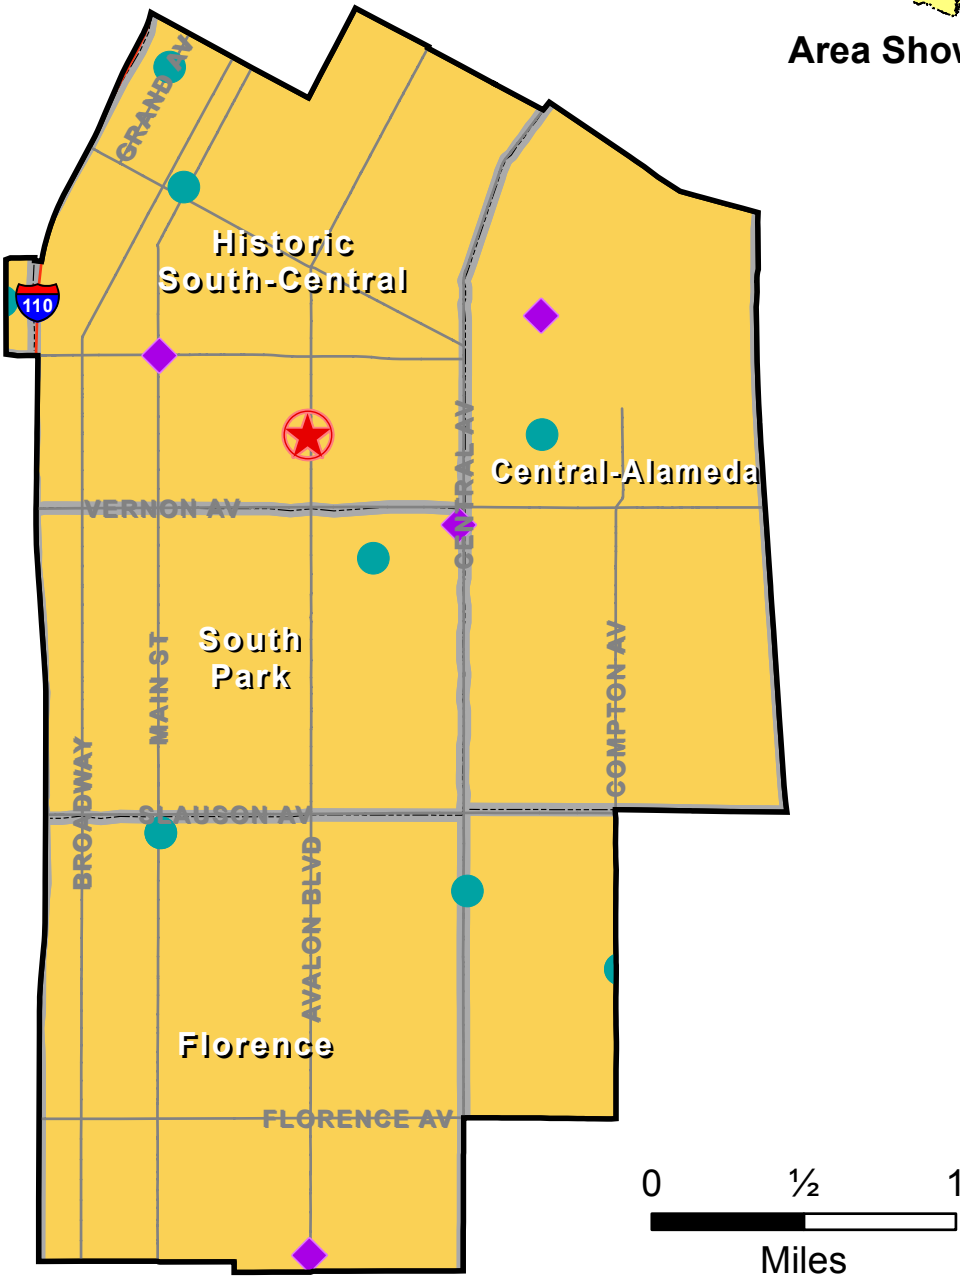 Area Show
GRAND AV
Historic
South-Central
110
CENTRAL AV
Central-Alameda
VERNON AV
South
Park
MAIN ST
COMPTON AV
BROADWAY
SLAUSON AV
AVALON BLVD
Florence
FLORENCE AV
0 ½ 1
Miles